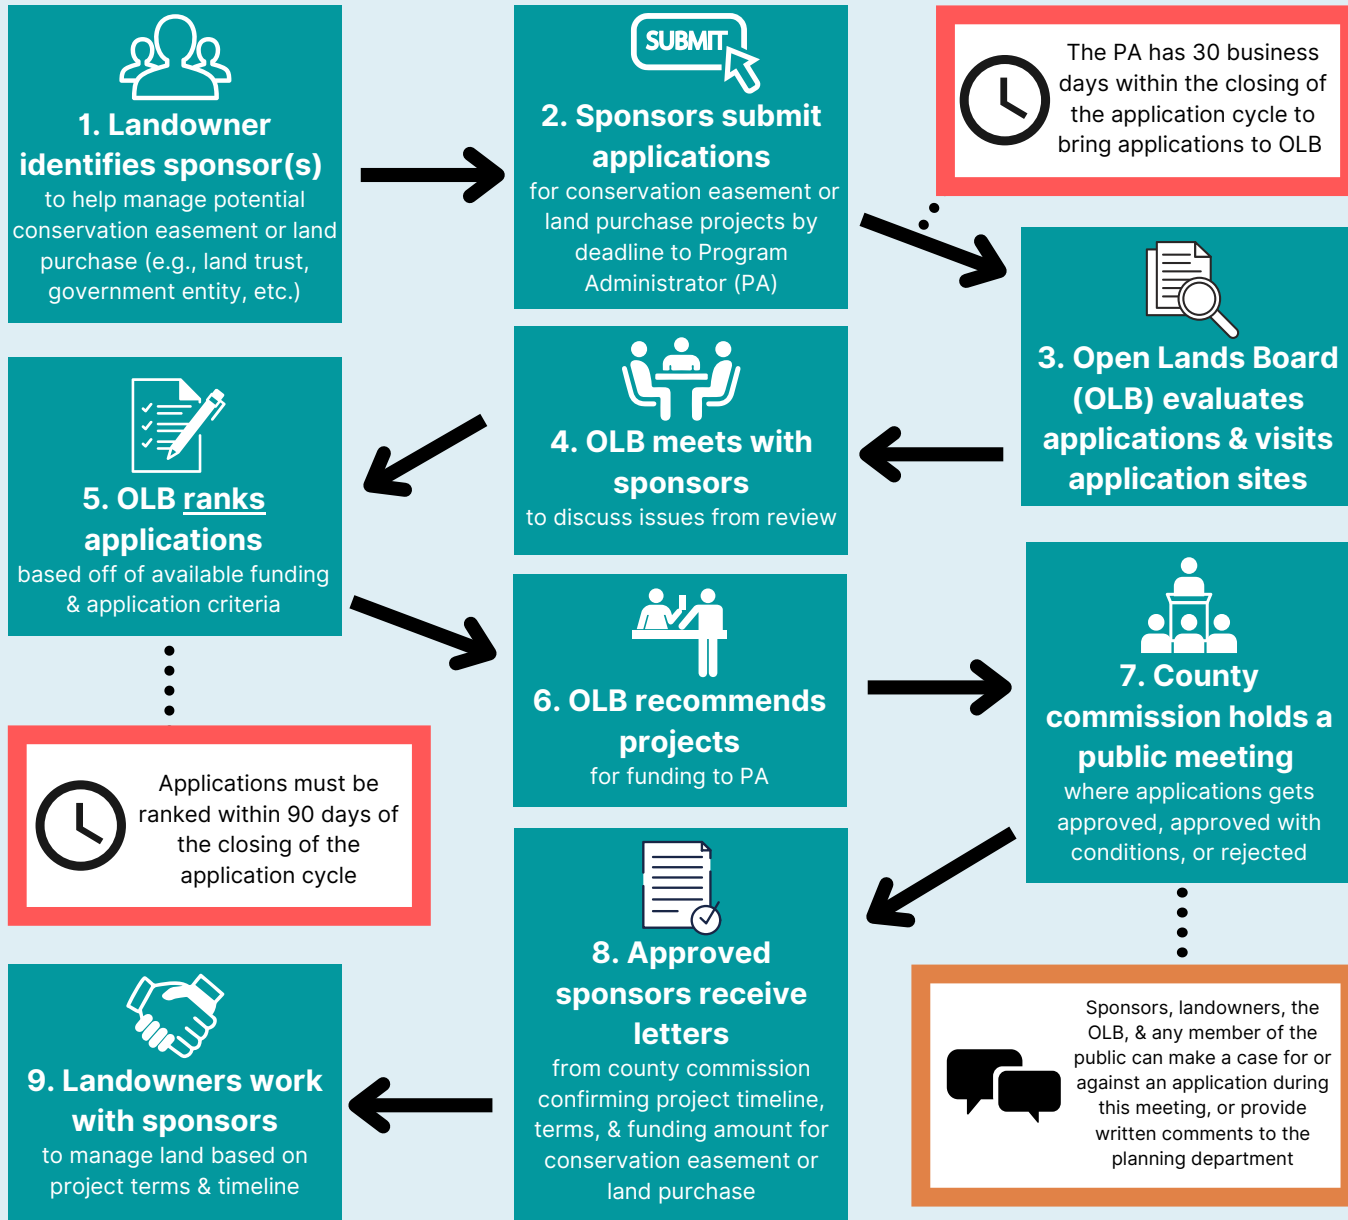 1. Landowner
identifies sponsor(s)
to help manage potential
conservation easement or land
purchase (e.g., land trust,
government entity, etc.)
SUBMIT
2. Sponsors submit
applications
for conservation easement or
land purchase projects by
deadline to Program
Administrator (PA)
The PA has 30 business
days within the closing of
the application cycle to
bring applications to OLB
3. Open Lands Board
(OLB) evaluates
applications & visits
application sites
4. OLB meets with
sponsors
to discuss issues from review
5. OLB ranks
applications
based off of available funding
& application criteria
Applications must be
ranked within 90 days of
the closing of the
application cycle
6. OLB recommends
projects
for funding to PA
7. County
commission holds a
public meeting
where applications gets
approved, approved with
conditions, or rejected
Sponsors, landowners, the
OLB, & any member of the
public can make a case for or
against an application during
this meeting, or provide
written comments to the
planning department
8. Approved
sponsors receive
letters
from county commission
confirming project timeline,
terms, & funding amount for
conservation easement or
land purchase
9. Landowners work
with sponsors
to manage land based on
project terms & timeline